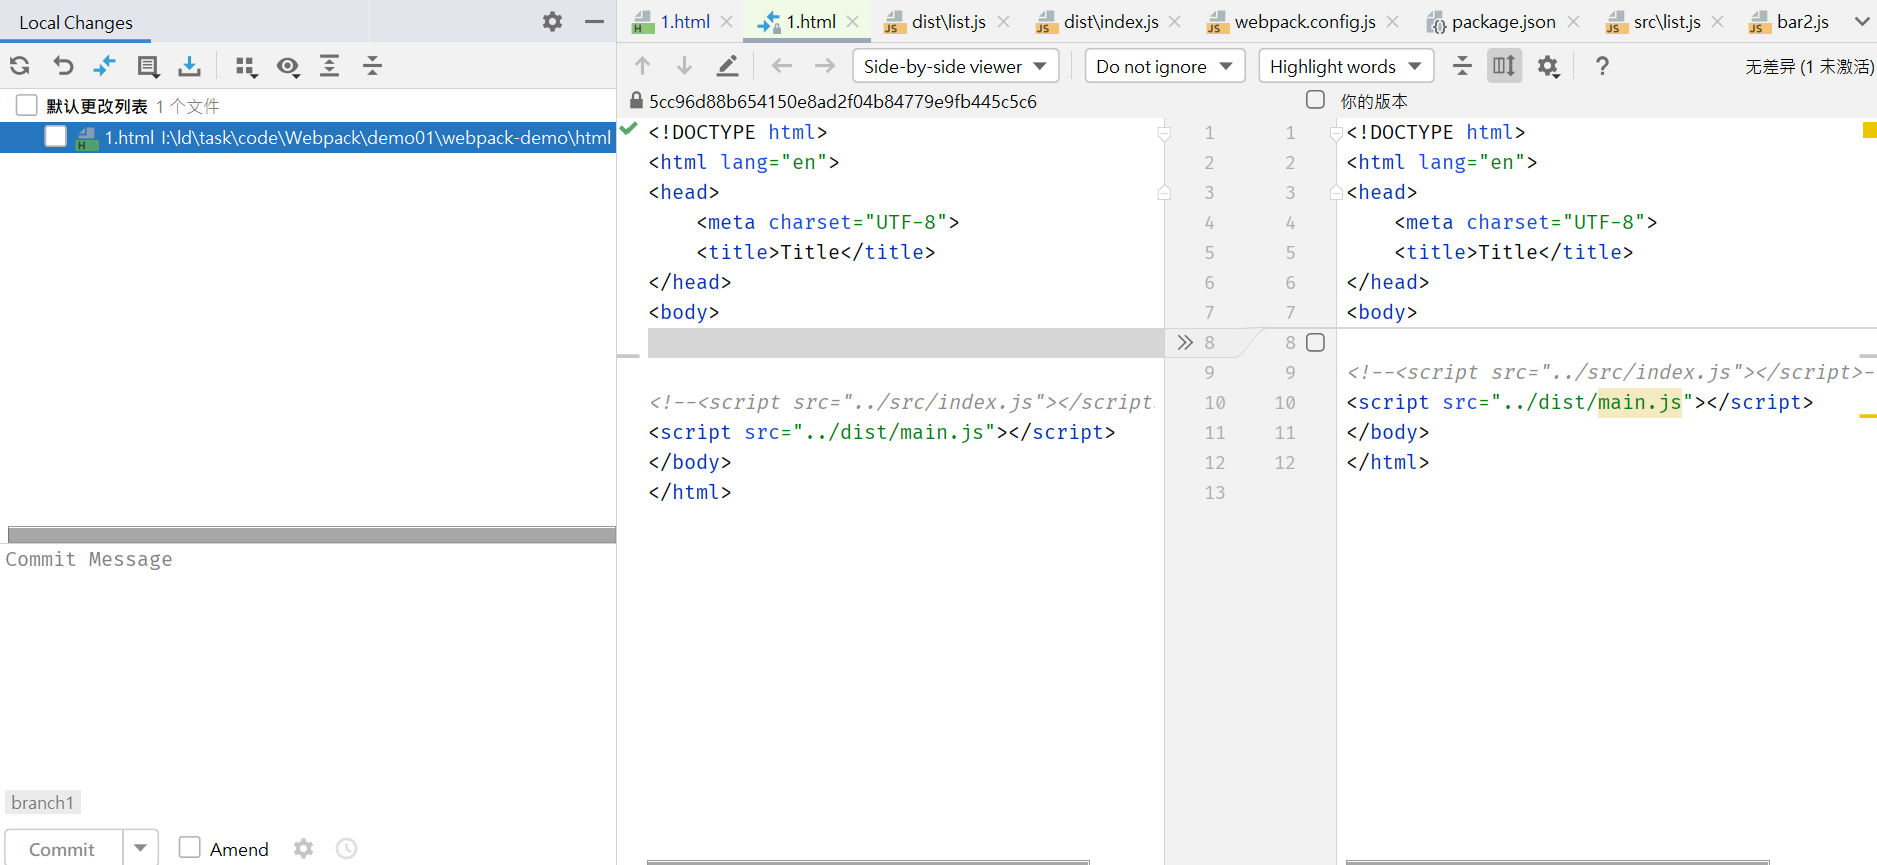 Local Changes
1.html
1.html
dist\list.js
dist\index.js
webpack.config.js
package.json
src\list.js
bar2.js
Side-by-side viewer
Do not ignore
Highlight words
?
无差异 (1 未激活)
默认更改列表 1 个文件
1.html I:\ld\task\code\Webpack\demo01\webpack-demo\html
5cc96d88b654150e8ad2f04b84779e9fb445c5c6
你的版本
<!DOCTYPE html> 1
<html lang="en"> 2
<head> 3
<meta charset="UTF-8"> 4
<title>Title</title> 5
</head> 6
<body> 7
8
9
<!--<script src="../src/index.js"></script 10
<script src="../dist/main.js"></script> 11
</body> 12
</html> 13
1 <!DOCTYPE html>
2 <html lang="en">
3 <head>
4 <meta charset="UTF-8">
5 <title>Title</title>
6 </head>
7 <body>
8
9 <!--<script src="../src/index.js"></script>-
10 <script src="../dist/main.js"></script>
11 </body>
12 </html>
Commit Message
branch1
Commit
Amend